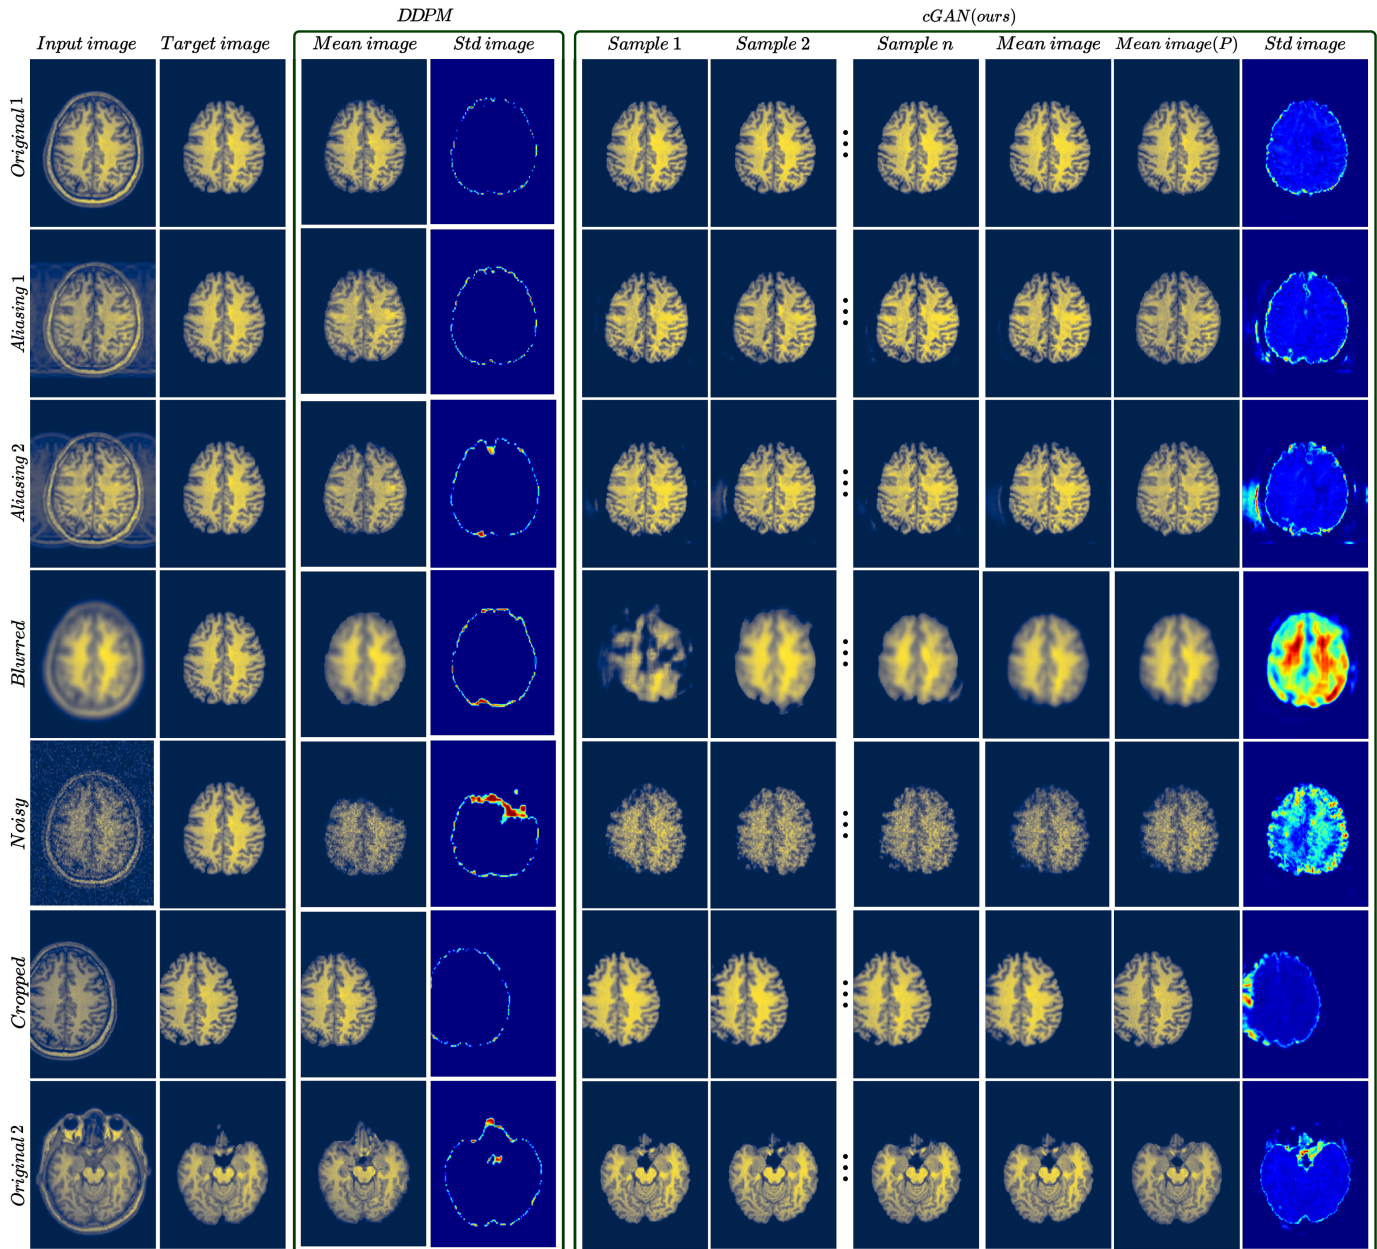 DDPM cGAN(ours)
Input image Target image Mean image Std image Sample 1 Sample 2 Sample n Mean image Mean image(P) Std image
Original 1
Aliasing 1
Aliasing 2
Blurred
Noisy
Cropped
Original 2